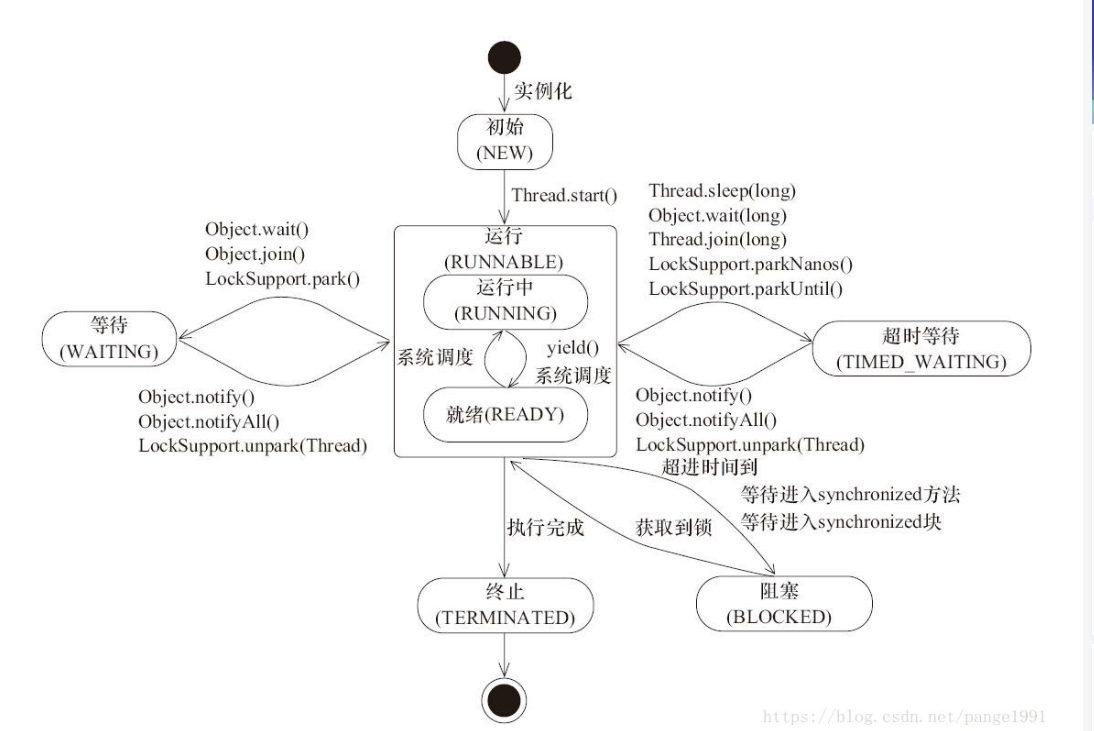 实例化
初始
(NEW)
Thread.start()
Object.wait()
Object.join()
LockSupport.park()
Thread.sleep(long)
Object.wait(long)
Thread.join(long)
LockSupport.parkNanos()
LockSupport.parkUntil()
运行
(RUNNABLE)
运行中
(RUNNING)
系统调度
yield()
系统调度
就绪(READY)
等待
(WAITING)
超时等待
(TIMED_WAITING)
Object.notify()
Object.notifyAll()
LockSupport.unpark(Thread)
Object.notify()
Object.notifyAll()
LockSupport.unpark(Thread)
超进时间到
等待进入synchronized方法
等待进入synchronized块
获取到锁
执行完成
终止
(TERMINATED)
阻塞
(BLOCKED)
https://blog.csdn.net/pange1991